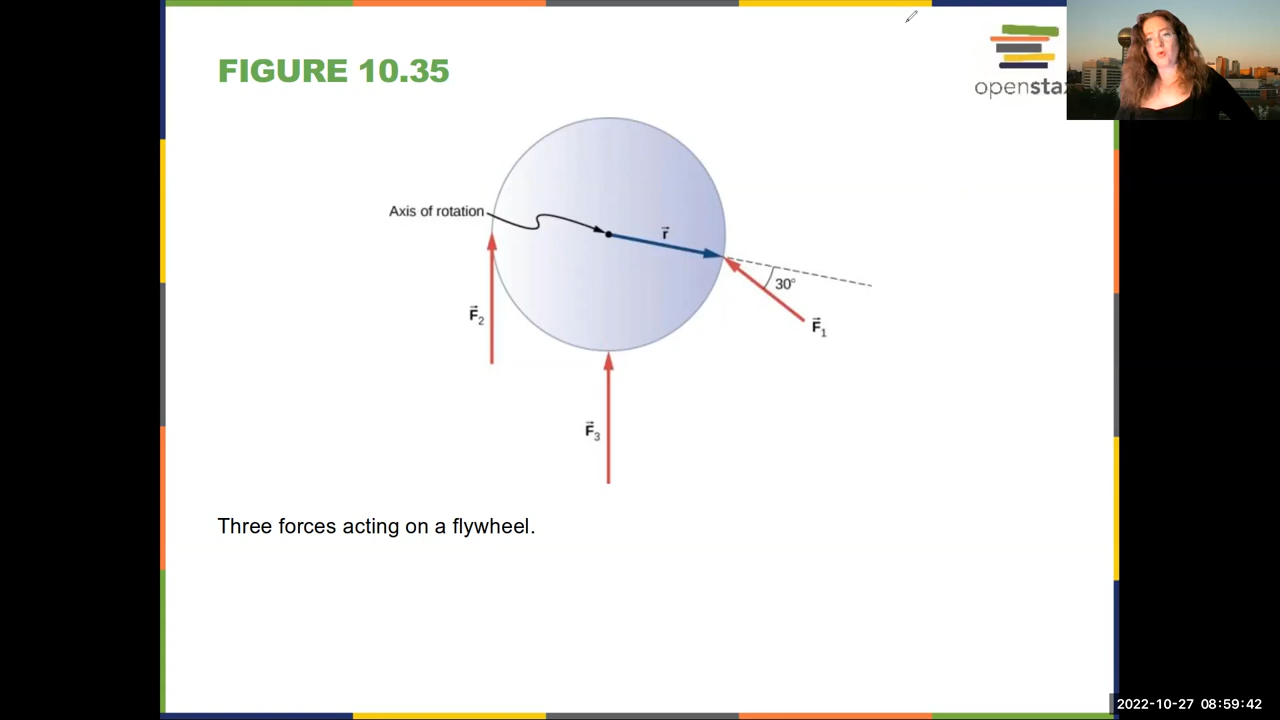 FIGURE 10.35
openstax
Axis of rotation
r
30°
F2
F1
F3
Three forces acting on a flywheel.
2022-10-27 08:59:42